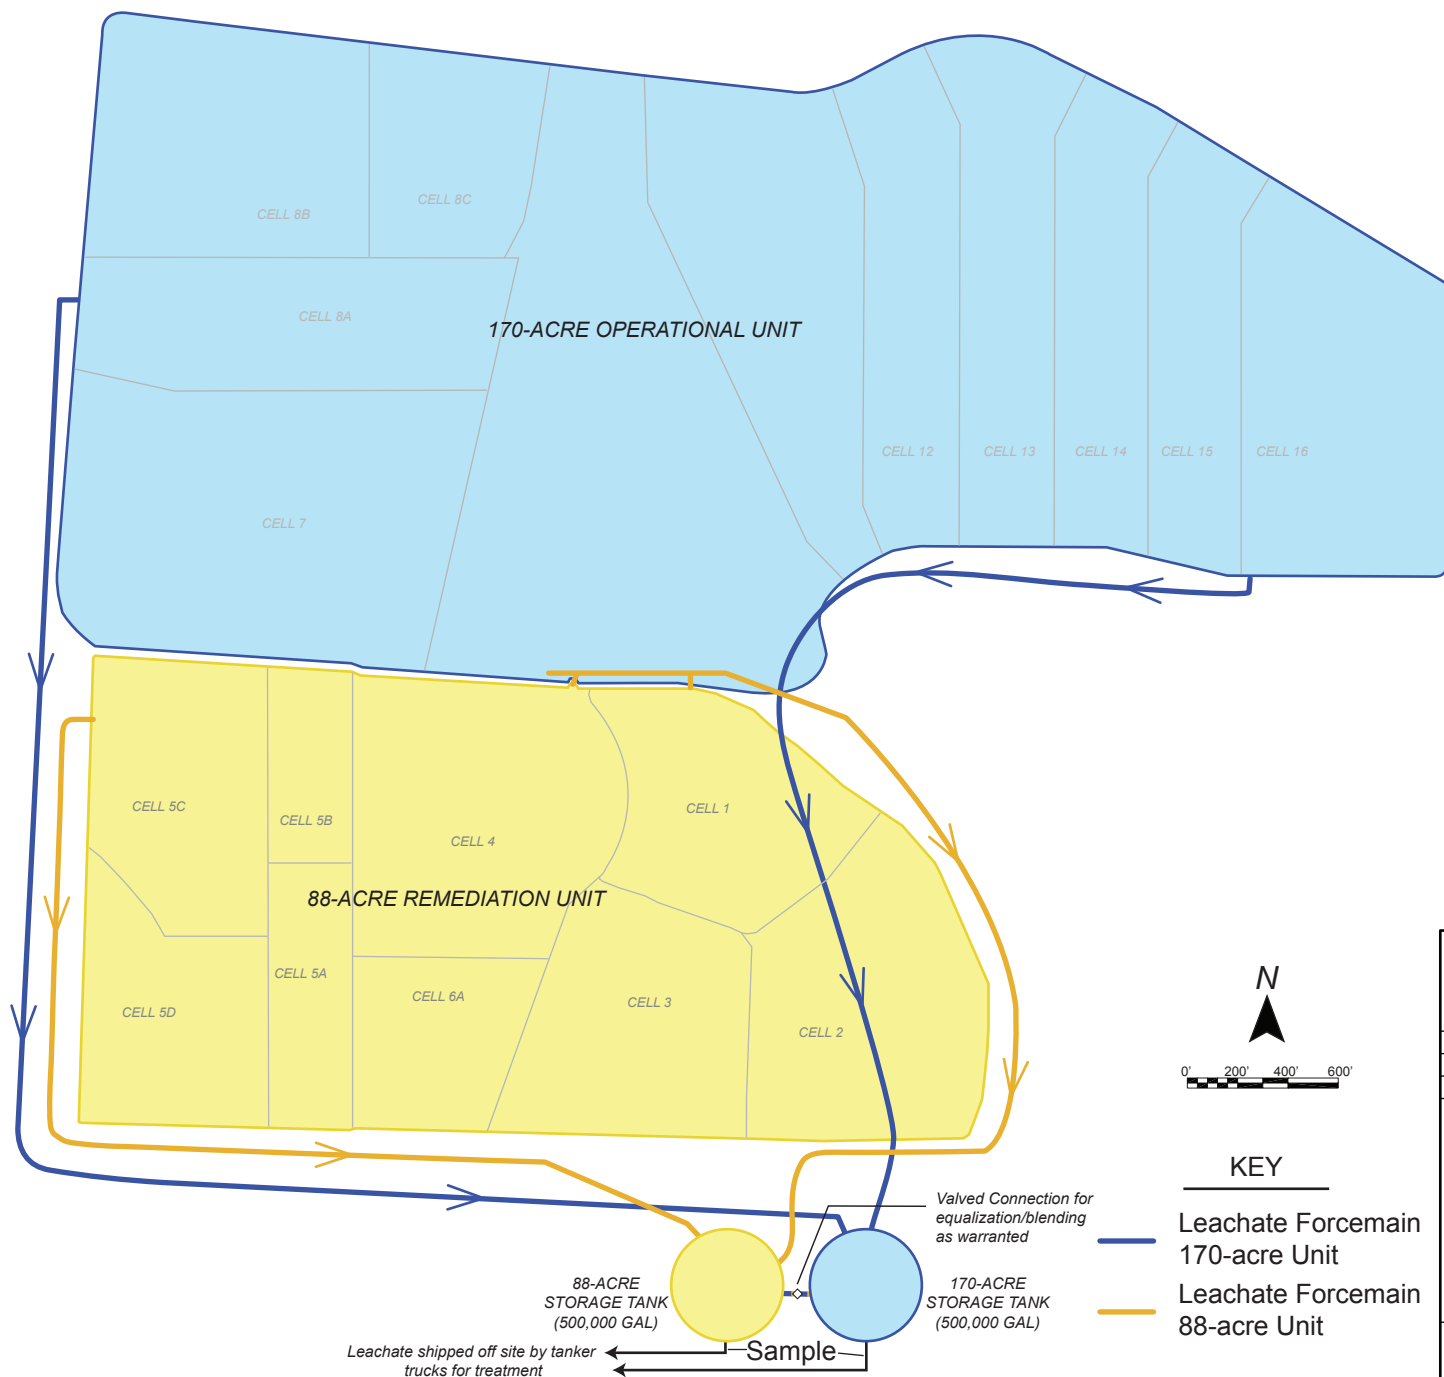 CELL 8B
CELL 8C
CELL 8A
170-ACRE OPERATIONAL UNIT
CELL 12
CELL 13
CELL 14
CELL 15
CELL 16
CELL 7
CELL 5C
CELL 5B
CELL 4
CELL 1
88-ACRE REMEDIATION UNIT
CELL 5A
CELL 5D
CELL 6A
CELL 3
CELL 2
N
0' 200' 400' 600'
KEY
Leachate Forcemain
170-acre Unit
Leachate Forcemain
88-acre Unit
Valved Connection for
equalization/blending
as warranted
88-ACRE
STORAGE TANK
(500,000 GAL)
170-ACRE
STORAGE TANK
(500,000 GAL)
Sample
Leachate shipped off site by tanker
trucks for treatment